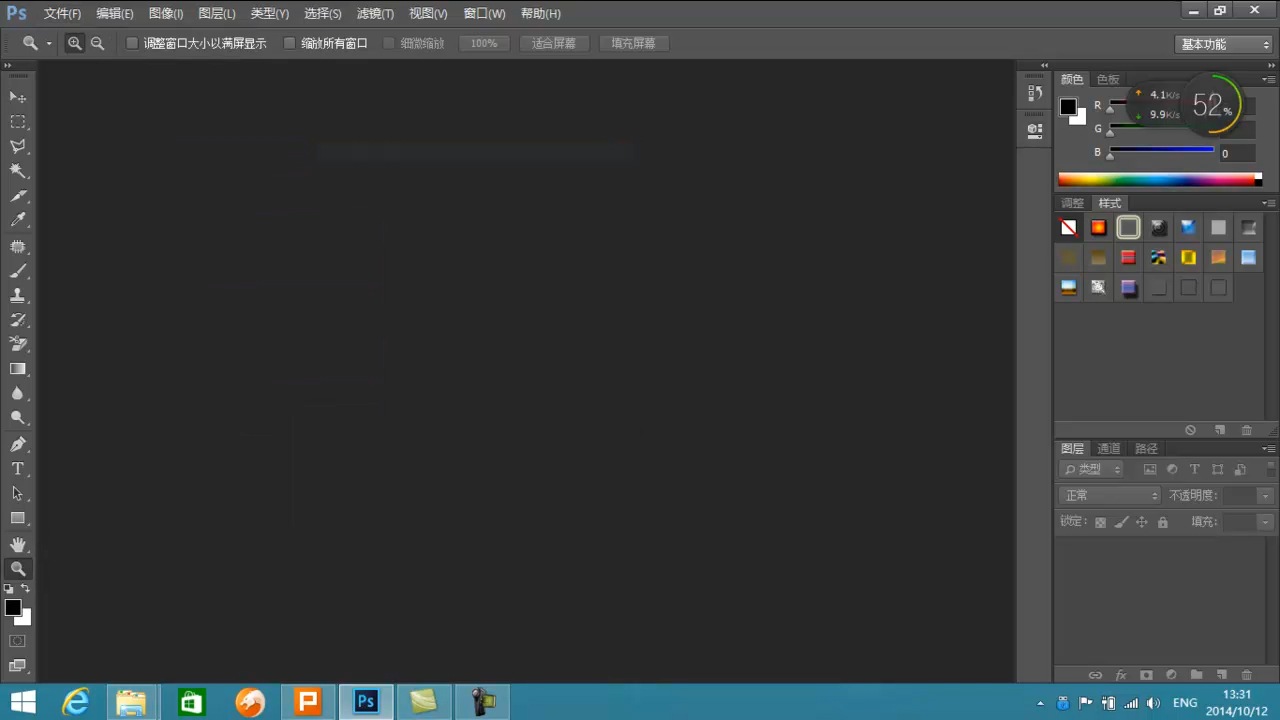 Ps 文件(F) 编辑(E) 图像(I) 图层(L) 类型(Y) 选择(S) 滤镜(T) 视图(V) 窗口(W) 帮助(H)
调整窗口大小以满屏显示 缩放所有窗口 细微缩放 100% 适合屏幕 填充屏幕 基本功能
颜色 色板
R 4.1K/s 52%
G 9.9K/s
B 0
调整 样式
图层 通道 路径
类型
正常 不透明度:
锁定: 填充:
T
Ps
ENG
13:31
2014/10/12